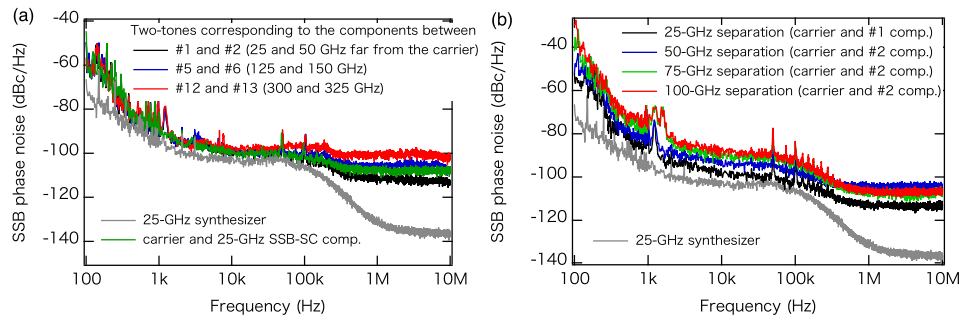 (a)
SSB phase noise (dBc/Hz)
-40
-60
-80
-100
-120
-140
Two-tones corresponding to the components between
#1 and #2 (25 and 50 GHz far from the carrier)
#5 and #6 (125 and 150 GHz)
#12 and #13 (300 and 325 GHz)
25-GHz synthesizer
carrier and 25-GHz SSB-SC comp.
100
1k
10k
100k
1M
10M
Frequency (Hz)
(b)
SSB phase noise (dBc/Hz)
-40
-60
-80
-100
-120
-140
25-GHz separation (carrier and #1 comp.)
50-GHz separation (carrier and #2 comp.)
75-GHz separation (carrier and #2 comp.)
100-GHz separation (carrier and #2 comp.)
25-GHz synthesizer
100
1k
10k
100k
1M
10M
Frequency (Hz)